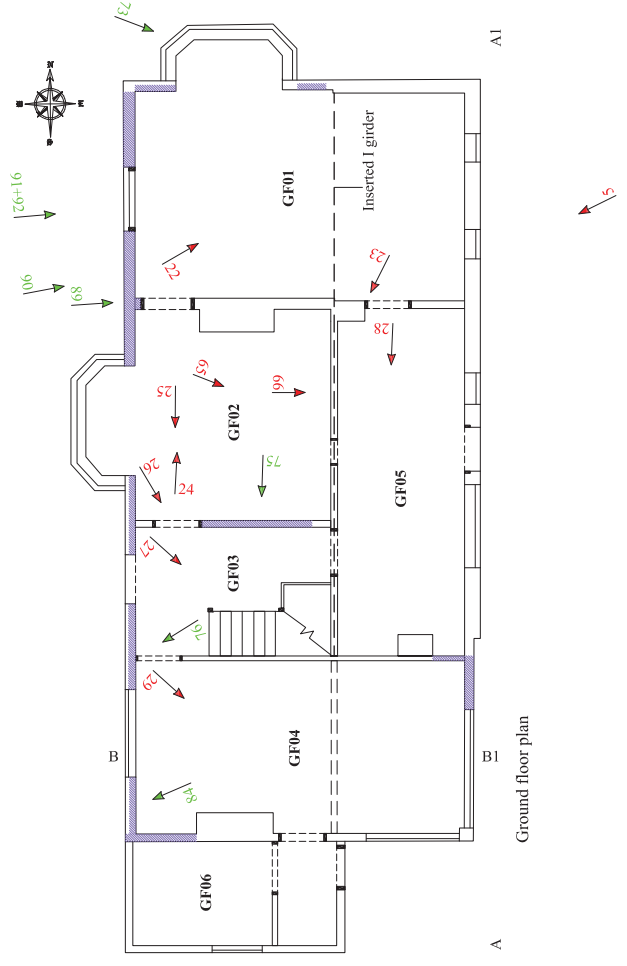 73
A1
N
W
E
S
91+92
GF01
Inserted I girder
5
90
89
22
23
28
65
25
66
GF02
26
24
75
GF05
27
GF03
76
29
B
GF04
B1
84
Ground floor plan
GF06
A